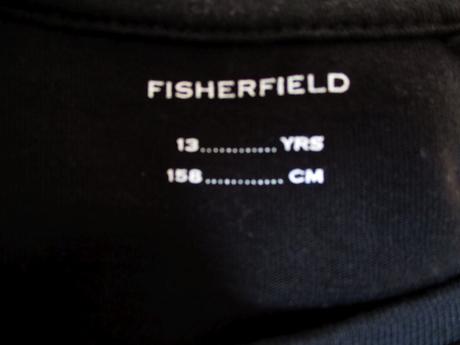 FISHERFIELD
13............ YRS
158............ CM